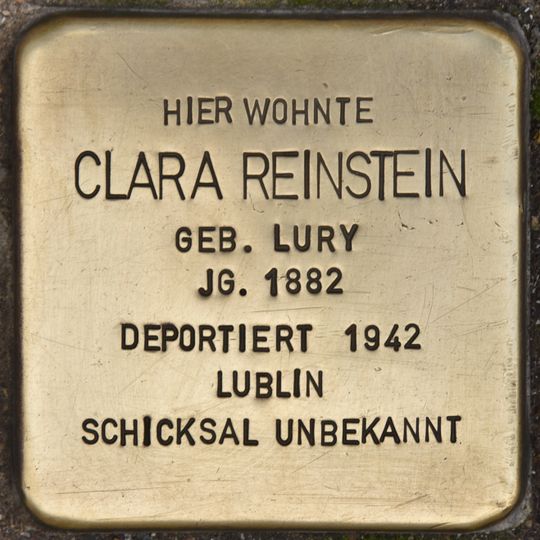 HIER WOHNTE
CLARA REINSTEIN
GEB. LURY
JG. 1882
DEPORTIERT 1942
LUBLIN
SCHICKSAL UNBEKANNT